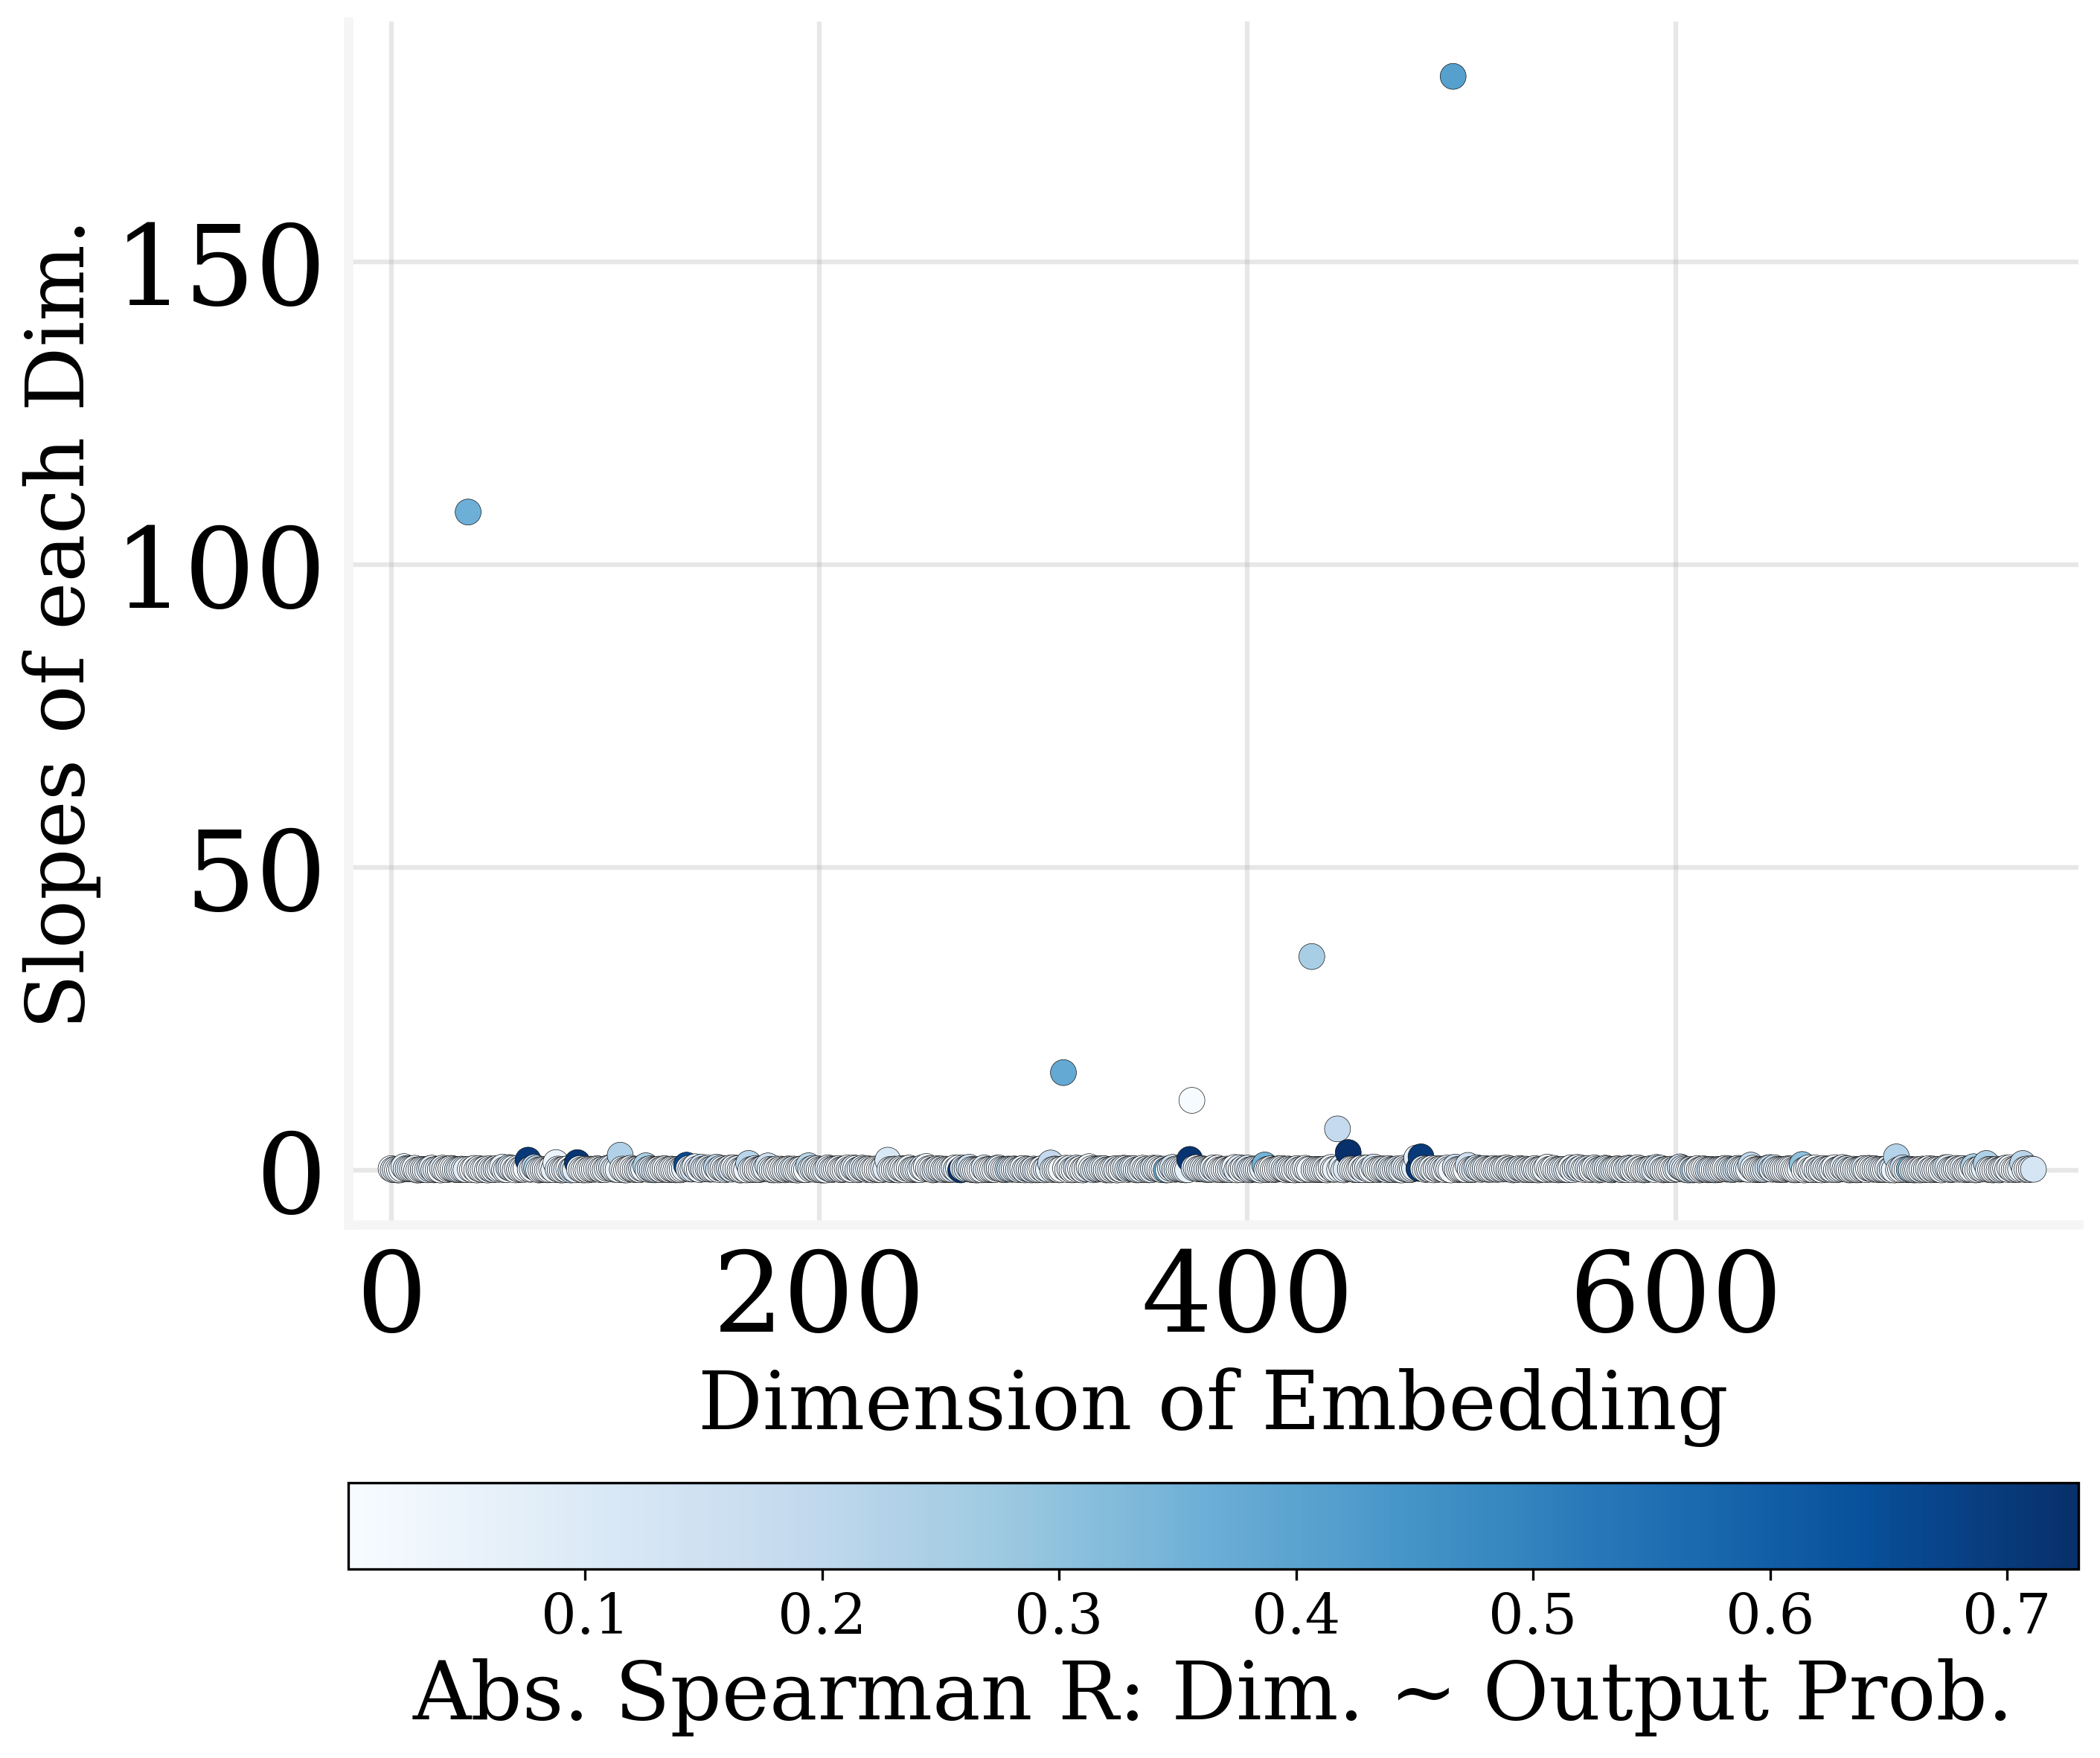 Slopes of each Dim.
150
100
50
0
0 200 400 600
Dimension of Embedding
0.1 0.2 0.3 0.4 0.5 0.6 0.7
Abs. Spearman R: Dim. ~ Output Prob.